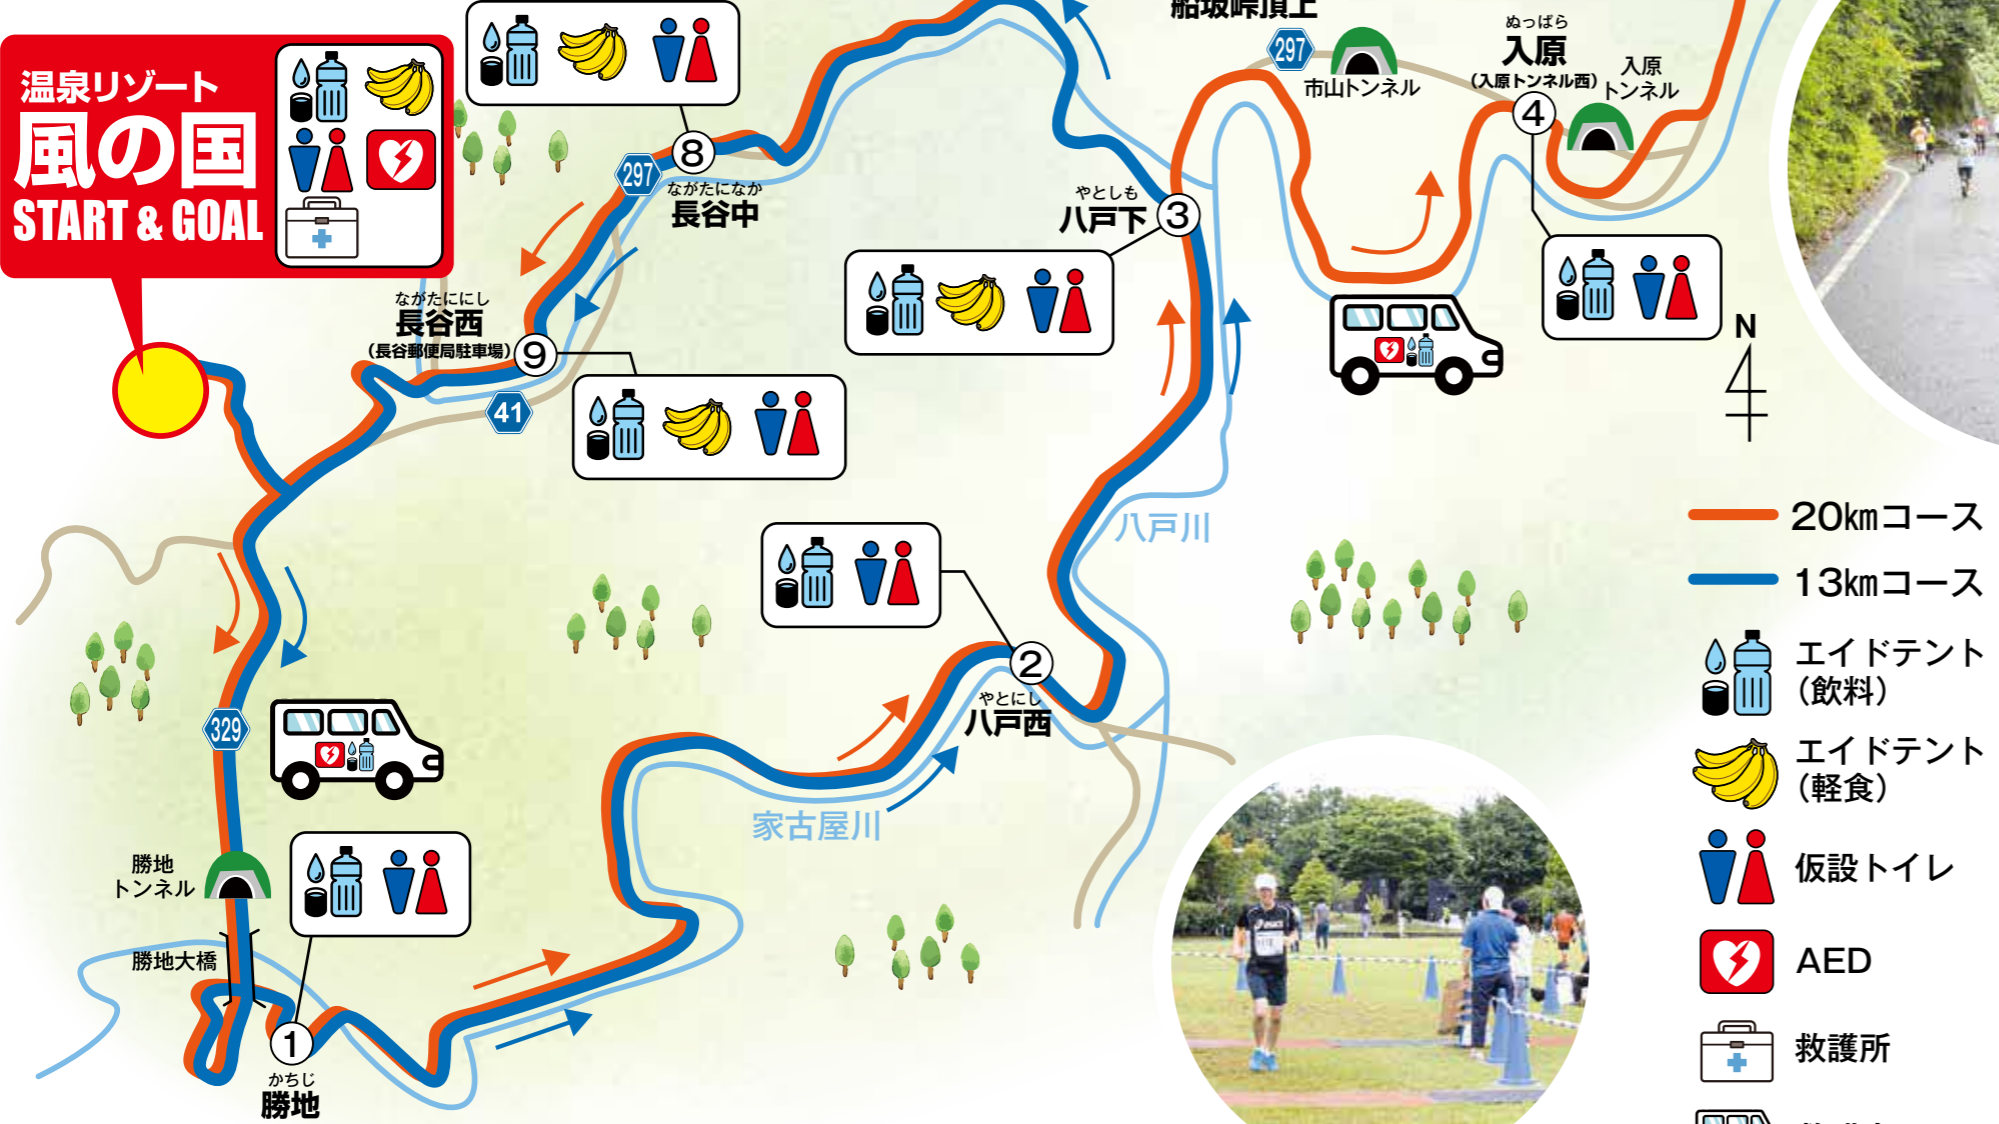 温泉リゾート
風の国
START & GOAL
船坂峠頂上
297
市山トンネル
ぬっぱら
入原
(入原トンネル西)
入原
トンネル
4
8
297
ながたになか
長谷中
やとしも
八戸下
3
ながたににし
長谷西
(長谷郵便局駐車場)
9
41
N
八戸川
2
やとにし
八戸西
家古屋川
329
勝地
トンネル
勝地大橋
1
かちじ
勝地
20kmコース
13kmコース
エイドテント
(飲料)
エイドテント
(軽食)
仮設トイレ
AED
救護所